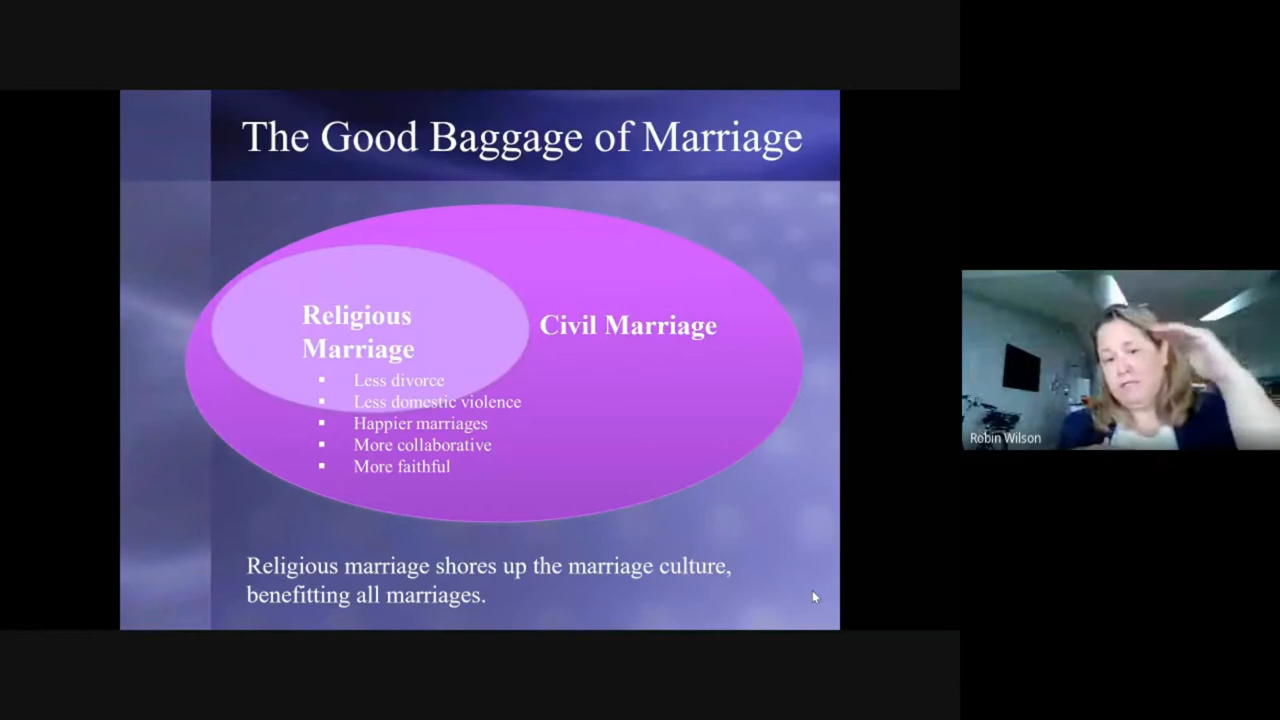 The Good Baggage of Marriage
Religious
Marriage
Civil Marriage
▪ Less divorce
▪ Less domestic violence
▪ Happier marriages
▪ More collaborative
▪ More faithful
Religious marriage shores up the marriage culture,
benefitting all marriages.
Robin Wilson